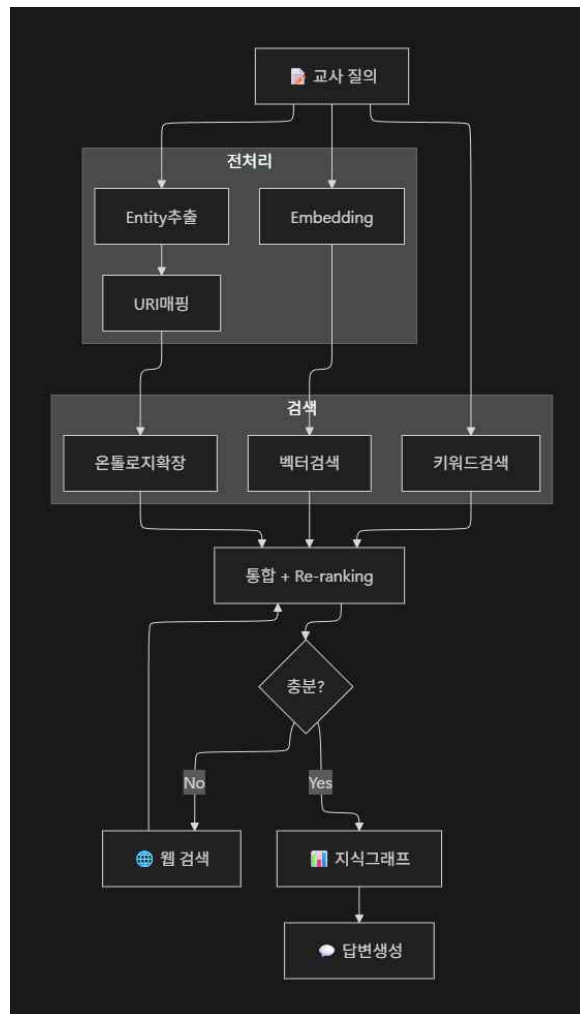 📝 교사 질의
전처리
Entity추출
Embedding
URI매핑
검색
온톨로지확장
벡터검색
키워드검색
통합 + Re-ranking
충분?
No
Yes
🌐 웹 검색
📊 지식그래프
💬 답변생성